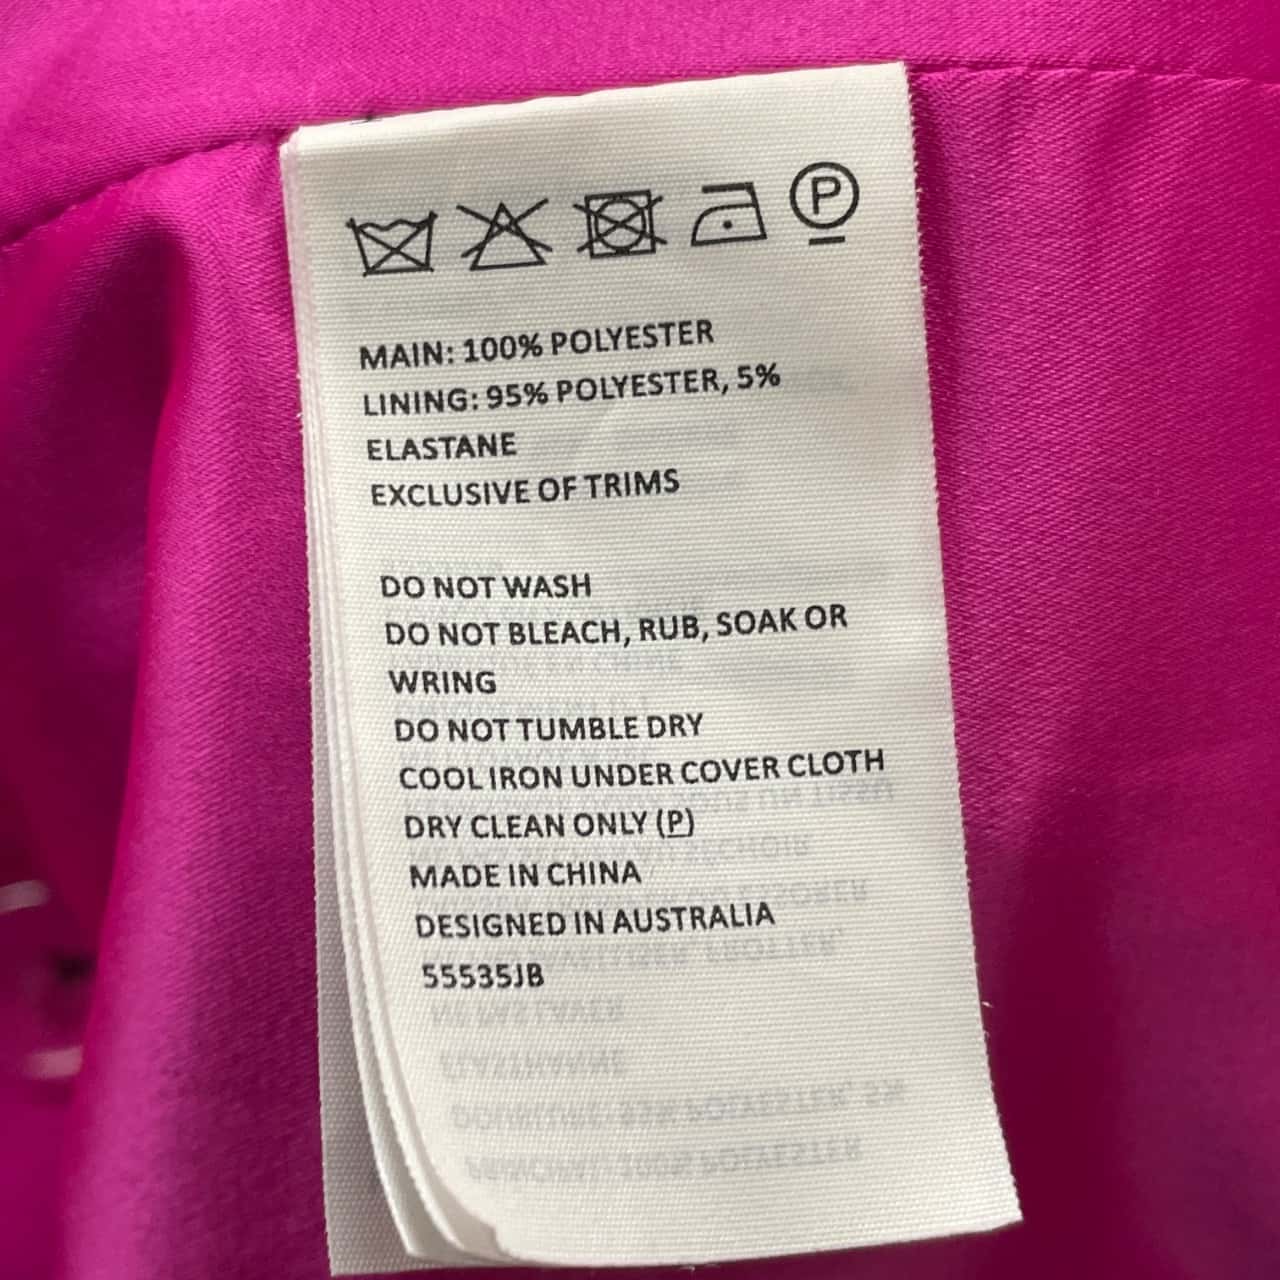 P
MAIN: 100% POLYESTER
LINING: 95% POLYESTER, 5%
ELASTANE
EXCLUSIVE OF TRIMS
DO NOT WASH
DO NOT BLEACH, RUB, SOAK OR
WRING
DO NOT TUMBLE DRY
COOL IRON UNDER COVER CLOTH
DRY CLEAN ONLY (P)
MADE IN CHINA
DESIGNED IN AUSTRALIA
55535JB